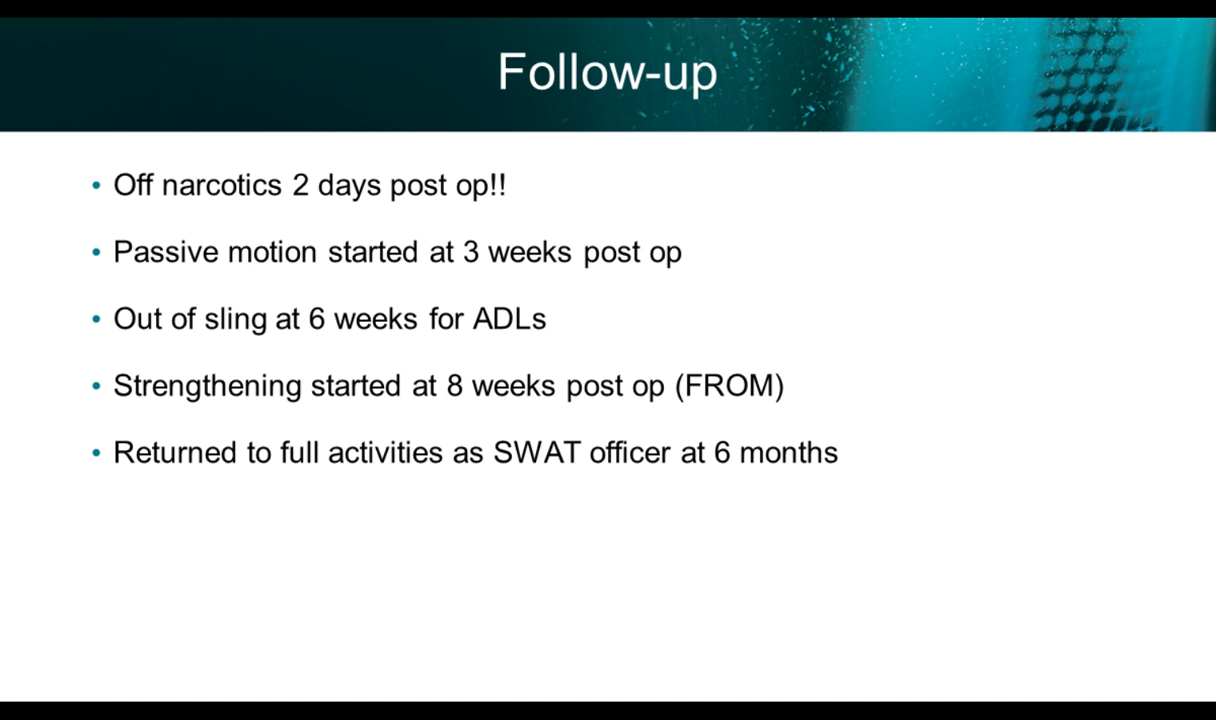 Follow-up
• Off narcotics 2 days post op!!
• Passive motion started at 3 weeks post op
• Out of sling at 6 weeks for ADLs
• Strengthening started at 8 weeks post op (FROM)
• Returned to full activities as SWAT officer at 6 months